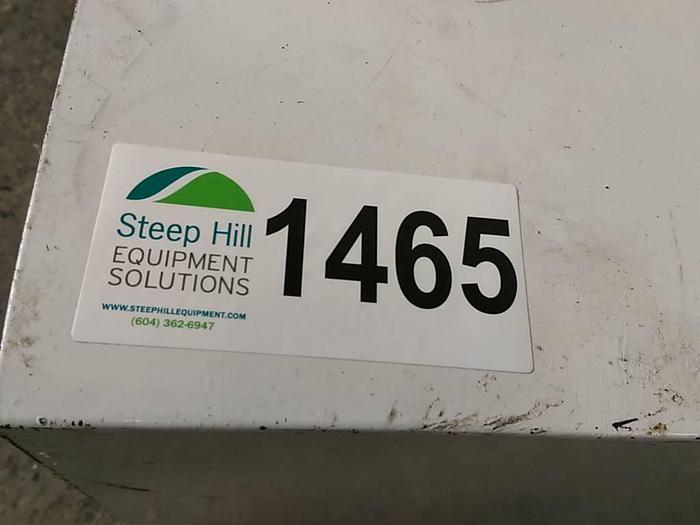 Steep Hill
EQUIPMENT
SOLUTIONS
WWW.STEEPHILLEQUIPMENT.COM
(604) 362-6947
1465